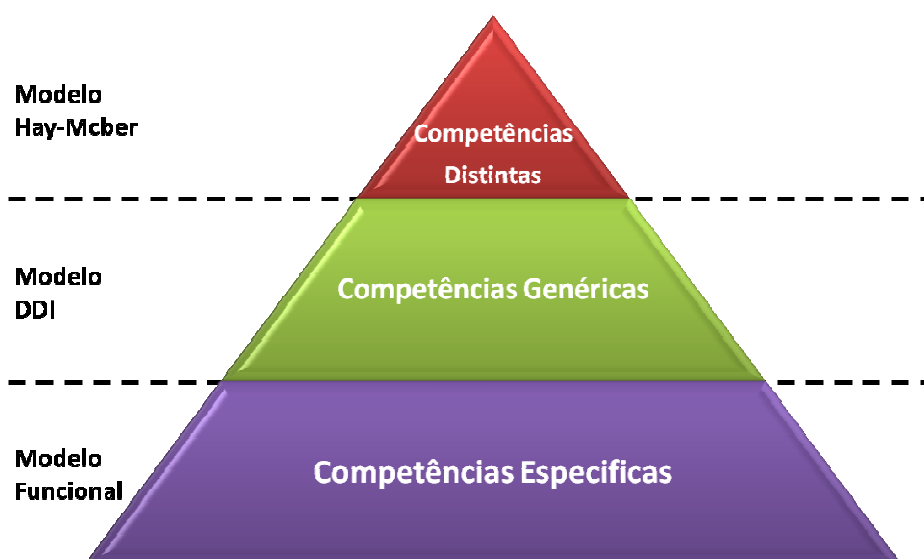 Modelo
Hay-Mcber
Competências
Distintas
Modelo
DDI
Competências Genéricas
Modelo
Funcional
Competências Especificas